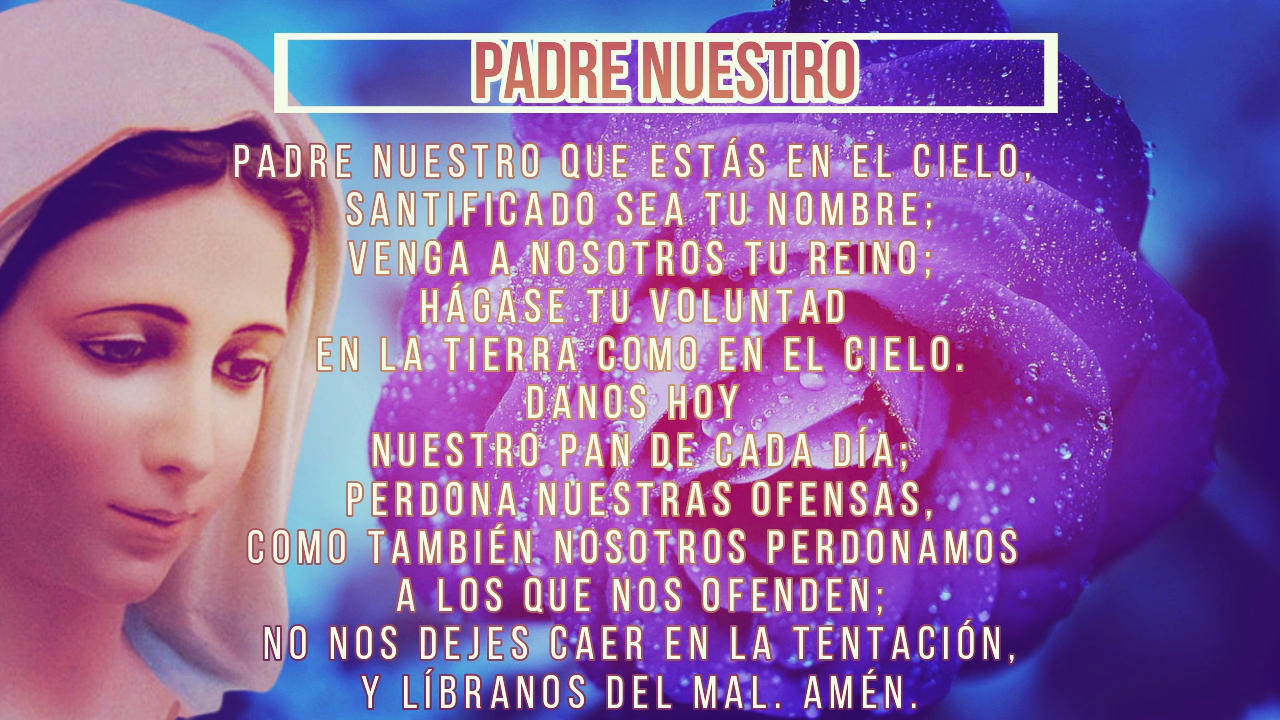 PADRE NUESTRO
PADRE NUESTRO QUE ESTÁS EN EL CIELO,
SANTIFICADO SEA TU NOMBRE;
VENGA A NOSOTROS TU REINO;
HÁGASE TU VOLUNTAD
EN LA TIERRA COMO EN EL CIELO.
DANOS HOY
NUESTRO PAN DE CADA DÍA;
PERDONA NUESTRAS OFENSAS,
COMO TAMBIÉN NOSOTROS PERDONAMOS
A LOS QUE NOS OFENDEN;
NO NOS DEJES CAER EN LA TENTACIÓN,
Y LÍBRANOS DEL MAL. AMÉN.